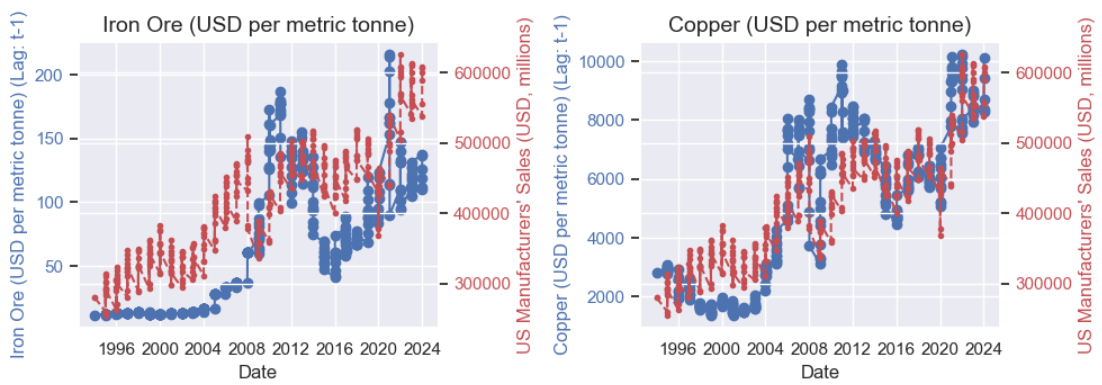 Iron Ore (USD per metric tonne)
Iron Ore (USD per metric tonne) (Lag: t-1)
200
150
100
50
600000
500000
400000
300000
US Manufacturers' Sales (USD, millions)
1996 2000 2004 2008 2012 2016 2020 2024
Date
Copper (USD per metric tonne)
Copper (USD per metric tonne) (Lag: t-1)
10000
8000
6000
4000
2000
600000
500000
400000
300000
US Manufacturers' Sales (USD, millions)
1996 2000 2004 2008 2012 2016 2020 2024
Date